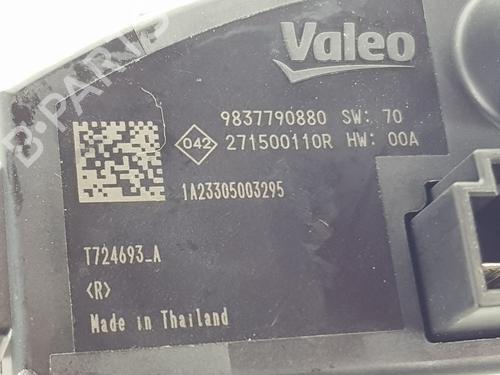 Valeo
9837790880 SW: 70
042 271500110R HW: 00A
1A23305003295
T724693_A
<R>
Made in Thailand
B-PARTS